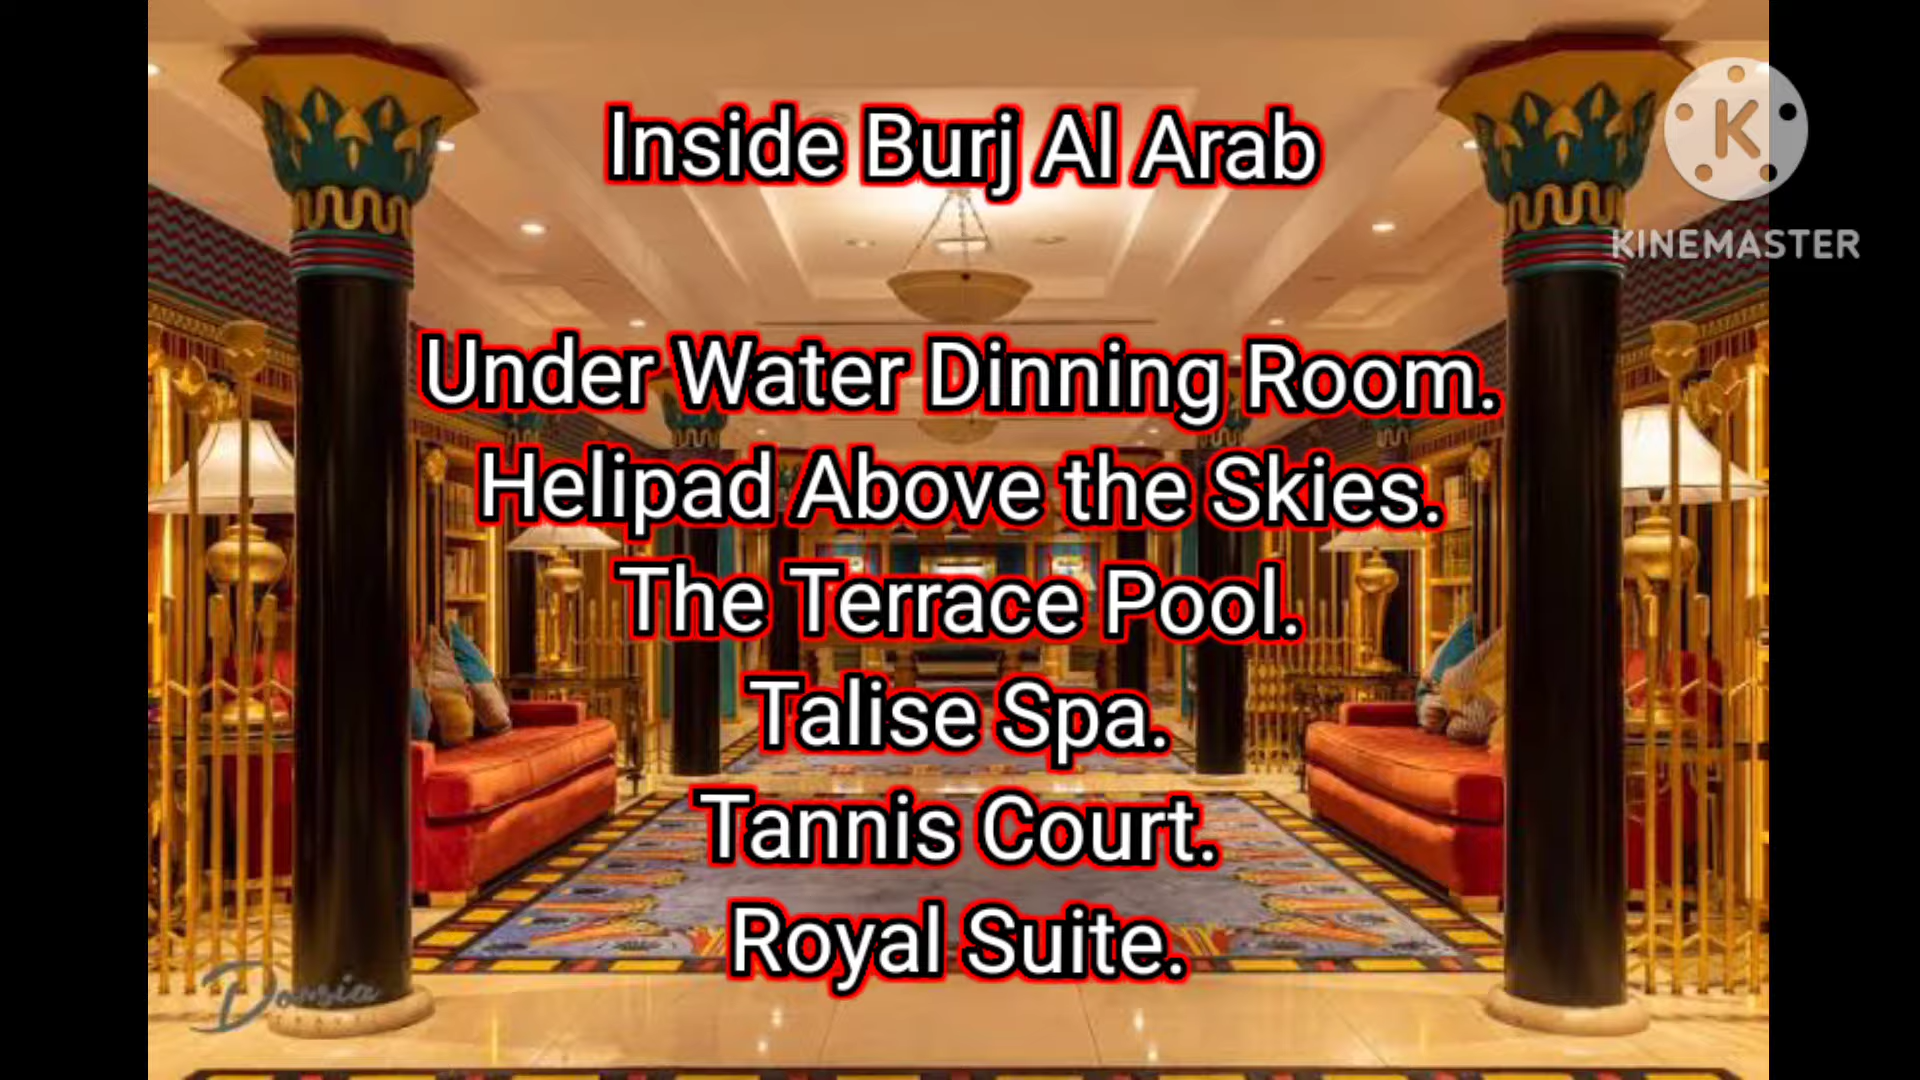 Inside Burj Al Arab
K
KINEMASTER
Under Water Dinning Room.
Helipad Above the Skies.
The Terrace Pool.
Talise Spa.
Tannis Court.
Royal Suite.